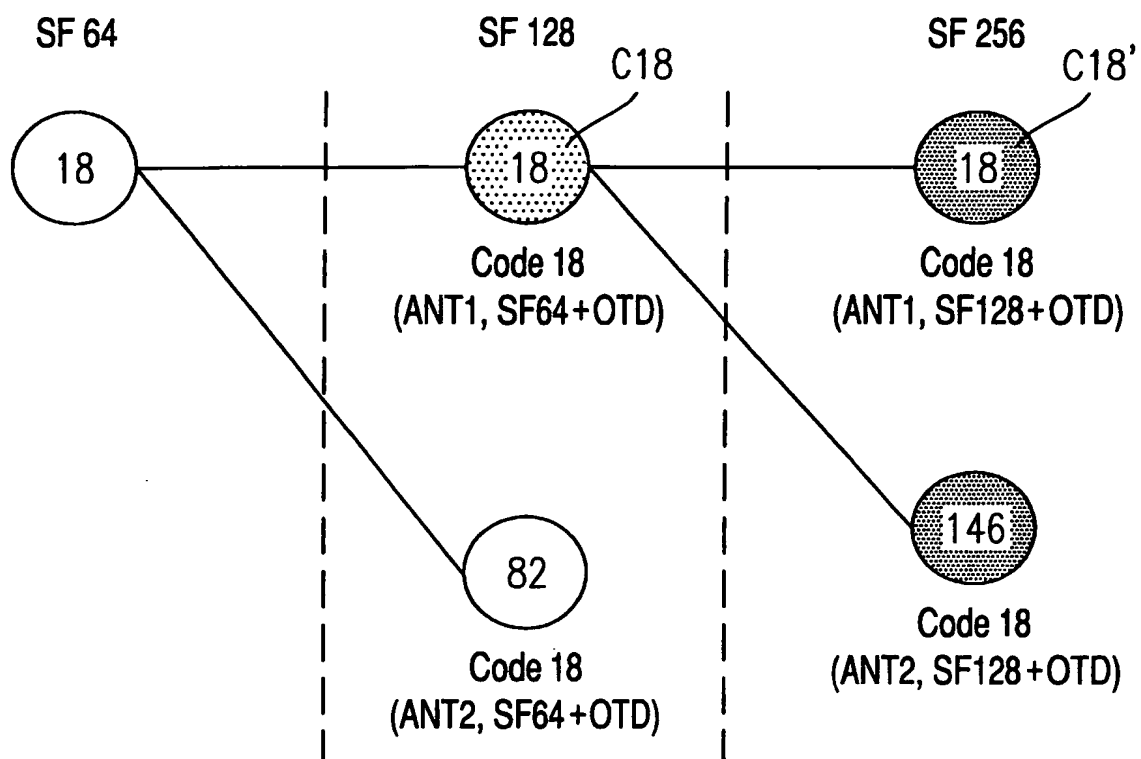 SF 64
SF 128
SF 256
C18
C18'
18
18
18
Code 18
(ANT1, SF64+OTD)
Code 18
(ANT1, SF128+OTD)
82
146
Code 18
(ANT2, SF64+OTD)
Code 18
(ANT2, SF128+OTD)